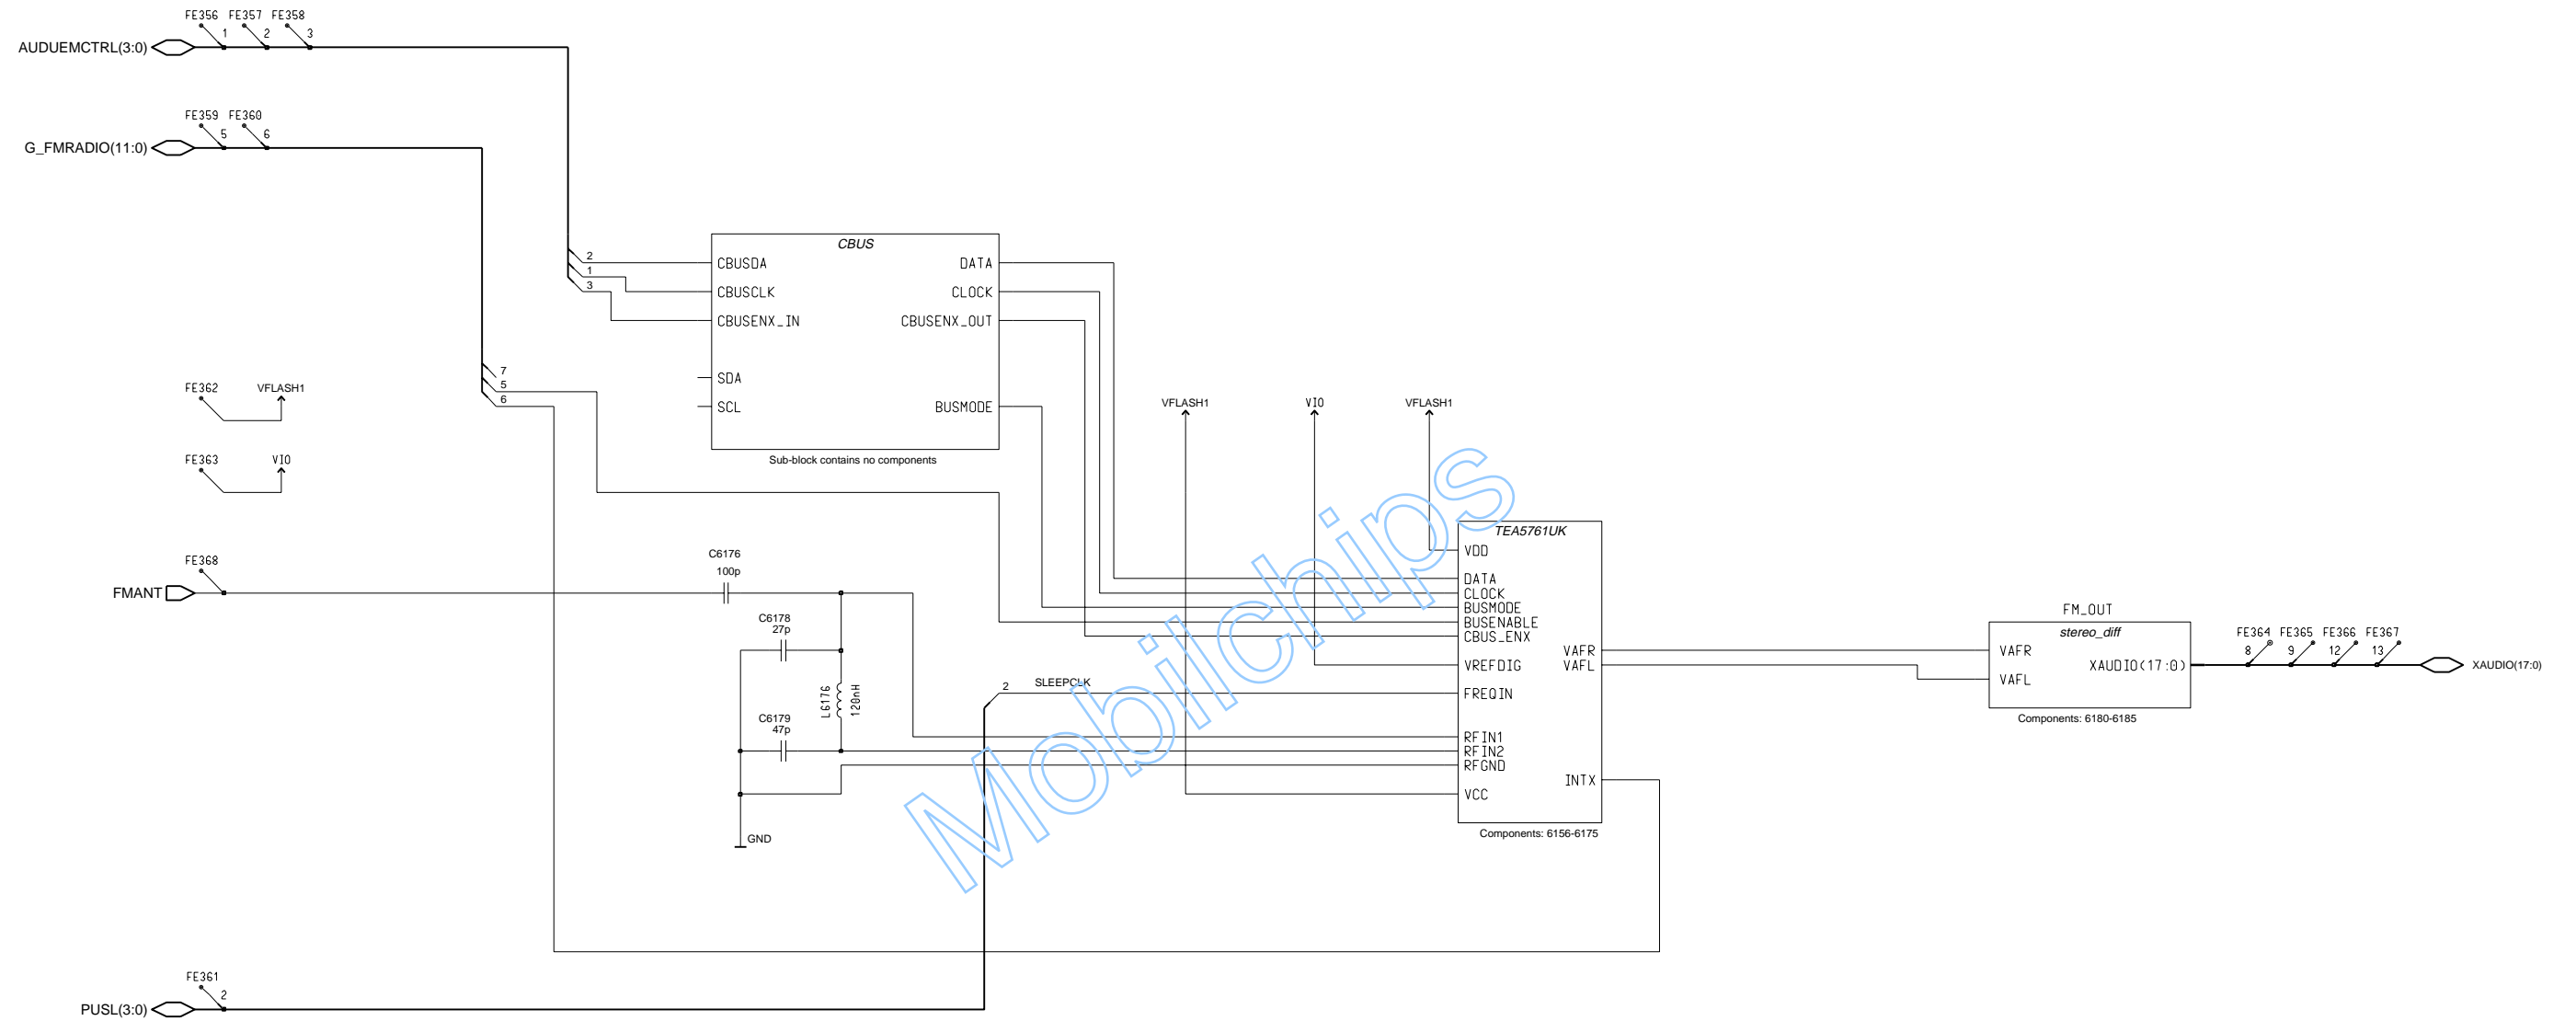 FE356 FE357 FE358
1 2 3
AUDUEMCTRL(3:0)
FE359 FE360
5 6
G_FMRADIO(11:0)
CBUS
2
CBUSDA
DATA
1
CBUSCLK
CLOCK
3
CBUSENX_IN
CBUSENX_OUT
7
SDA
5
6
SCL
BUSMODE
Sub-block contains no components
FE362
VFLASH1
FE363
VIO
VFLASH1
VIO
VFLASH1
FE368
FMANT
C6176
100p
C6178
27p
L6176
120nH
C6179
47p
GND
2
SLEEPCLK
TEA5761UK
VDD
DATA
CLOCK
BUSMODE
BUSENABLE
CBUS_ENX
VAFR
VREFDIG
VAFL
FREQIN
RFIN1
RFIN2
RFGND
INTX
VCC
Components: 6156-6175
FM_OUT
stereo_diff
VAFR
XAUDIO(17:0)
VAFL
Components: 6180-6185
FE364 FE365 FE366 FE367
8 9 12 13
XAUDIO(17:0)
FE361
2
PUSL(3:0)
Mobilchips